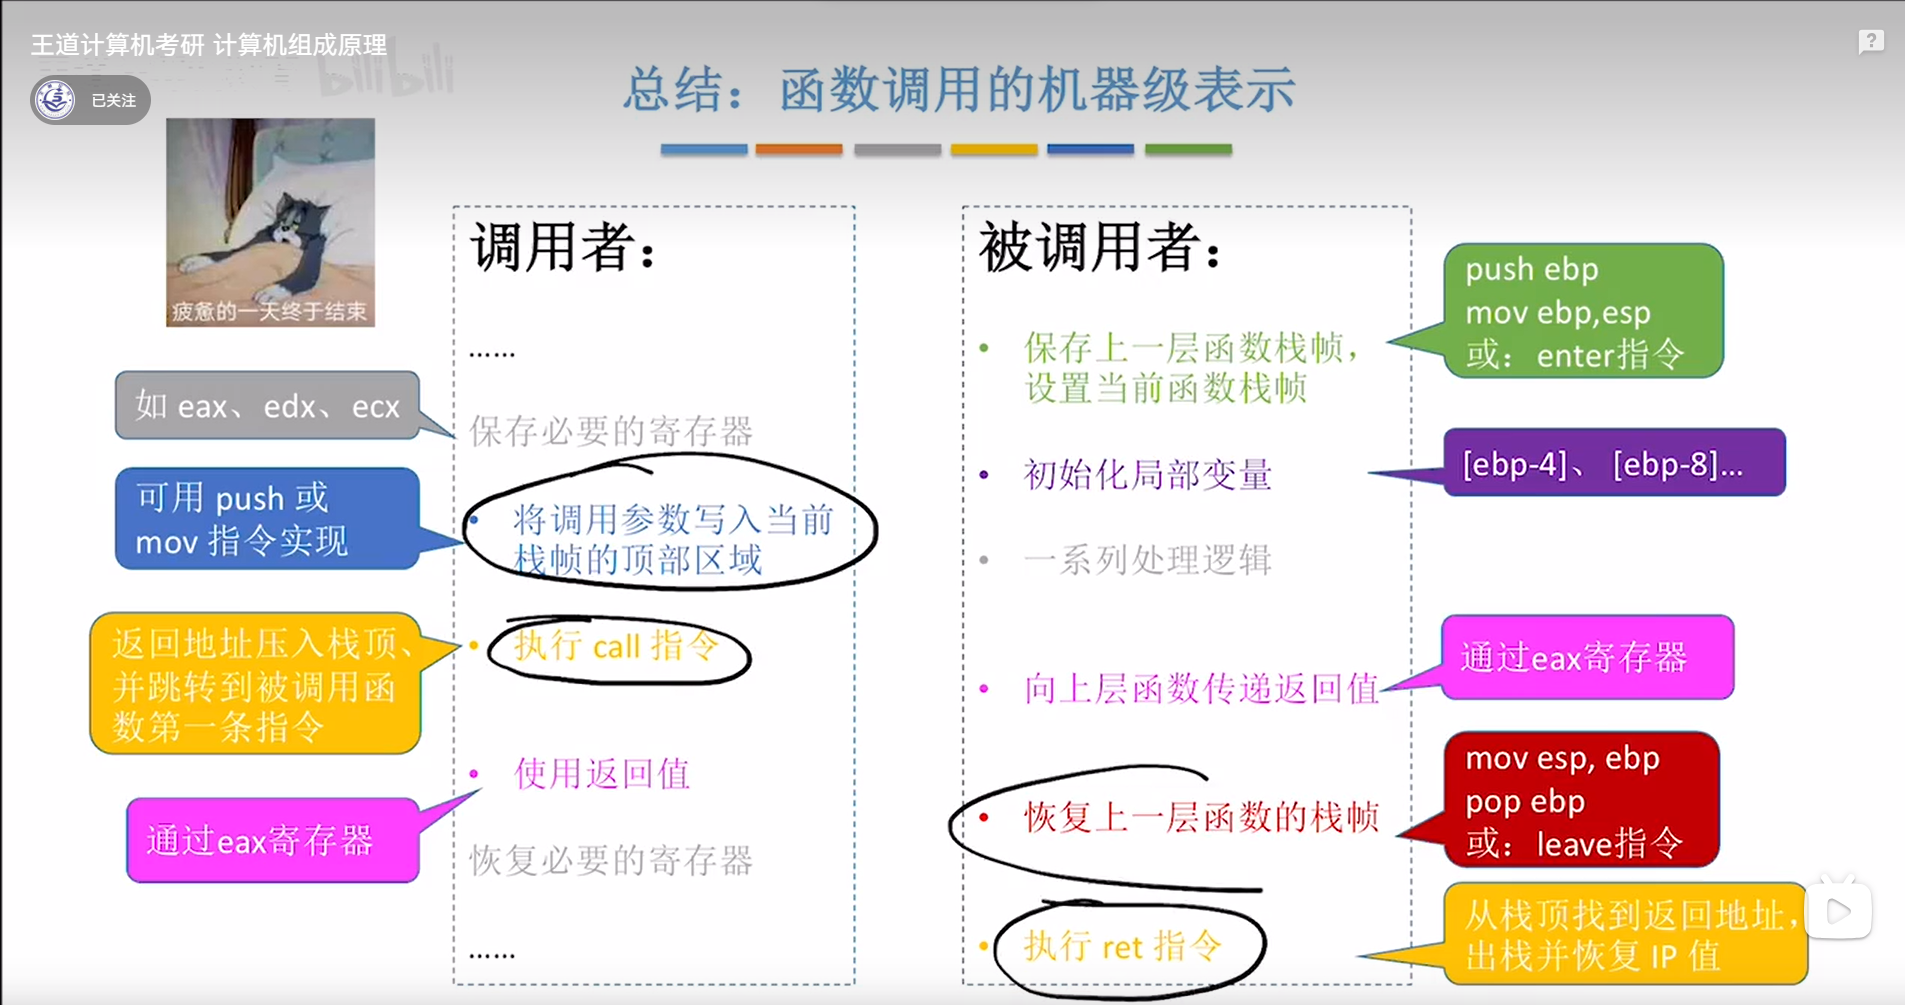 王道计算机考研 计算机组成原理
bilibili
已关注
总结：函数调用的机器级表示
疲惫的一天终于结束
调用者：
......
如 eax、edx、ecx
保存必要的寄存器
可用 push 或
mov 指令实现
• 将调用参数写入当前
栈帧的顶部区域
返回地址压入栈顶、
并跳转到被调用函
数第一条指令
• 执行 call 指令
• 使用返回值
通过eax寄存器
恢复必要的寄存器
......
被调用者：
• 保存上一层函数栈帧，
设置当前函数栈帧
push ebp
mov ebp,esp
或：enter指令
• 初始化局部变量
[ebp-4]、 [ebp-8]...
• 一系列处理逻辑
• 向上层函数传递返回值
通过eax寄存器
• 恢复上一层函数的栈帧
mov esp, ebp
pop ebp
或：leave指令
• 执行 ret 指令
从栈顶找到返回地址，
出栈并恢复 IP 值